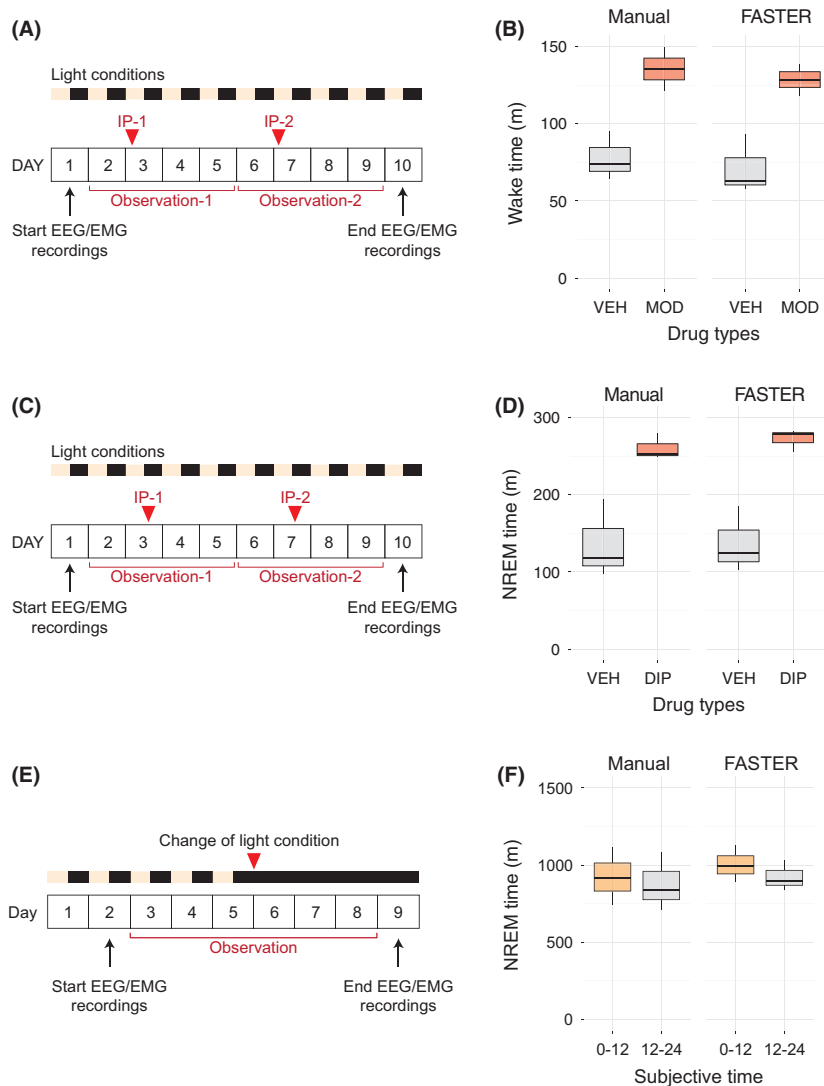 (A)
Light conditions
IP-1 IP-2
DAY 1 2 3 4 5 6 7 8 9 10
Observation-1 Observation-2
Start EEG/EMG recordings
End EEG/EMG recordings
(B)
Manual FASTER
Wake time (m)
150
100
50
0
VEH MOD VEH MOD
Drug types
(C)
Light conditions
IP-1 IP-2
DAY 1 2 3 4 5 6 7 8 9 10
Observation-1 Observation-2
Start EEG/EMG recordings
End EEG/EMG recordings
(D)
Manual FASTER
NREM time (m)
300
200
100
0
VEH DIP VEH DIP
Drug types
(E)
Change of light condition
Day 1 2 3 4 5 6 7 8 9
Observation
Start EEG/EMG recordings
End EEG/EMG recordings
(F)
Manual FASTER
NREM time (m)
1500
1000
500
0
0-12 12-24 0-12 12-24
Subjective time